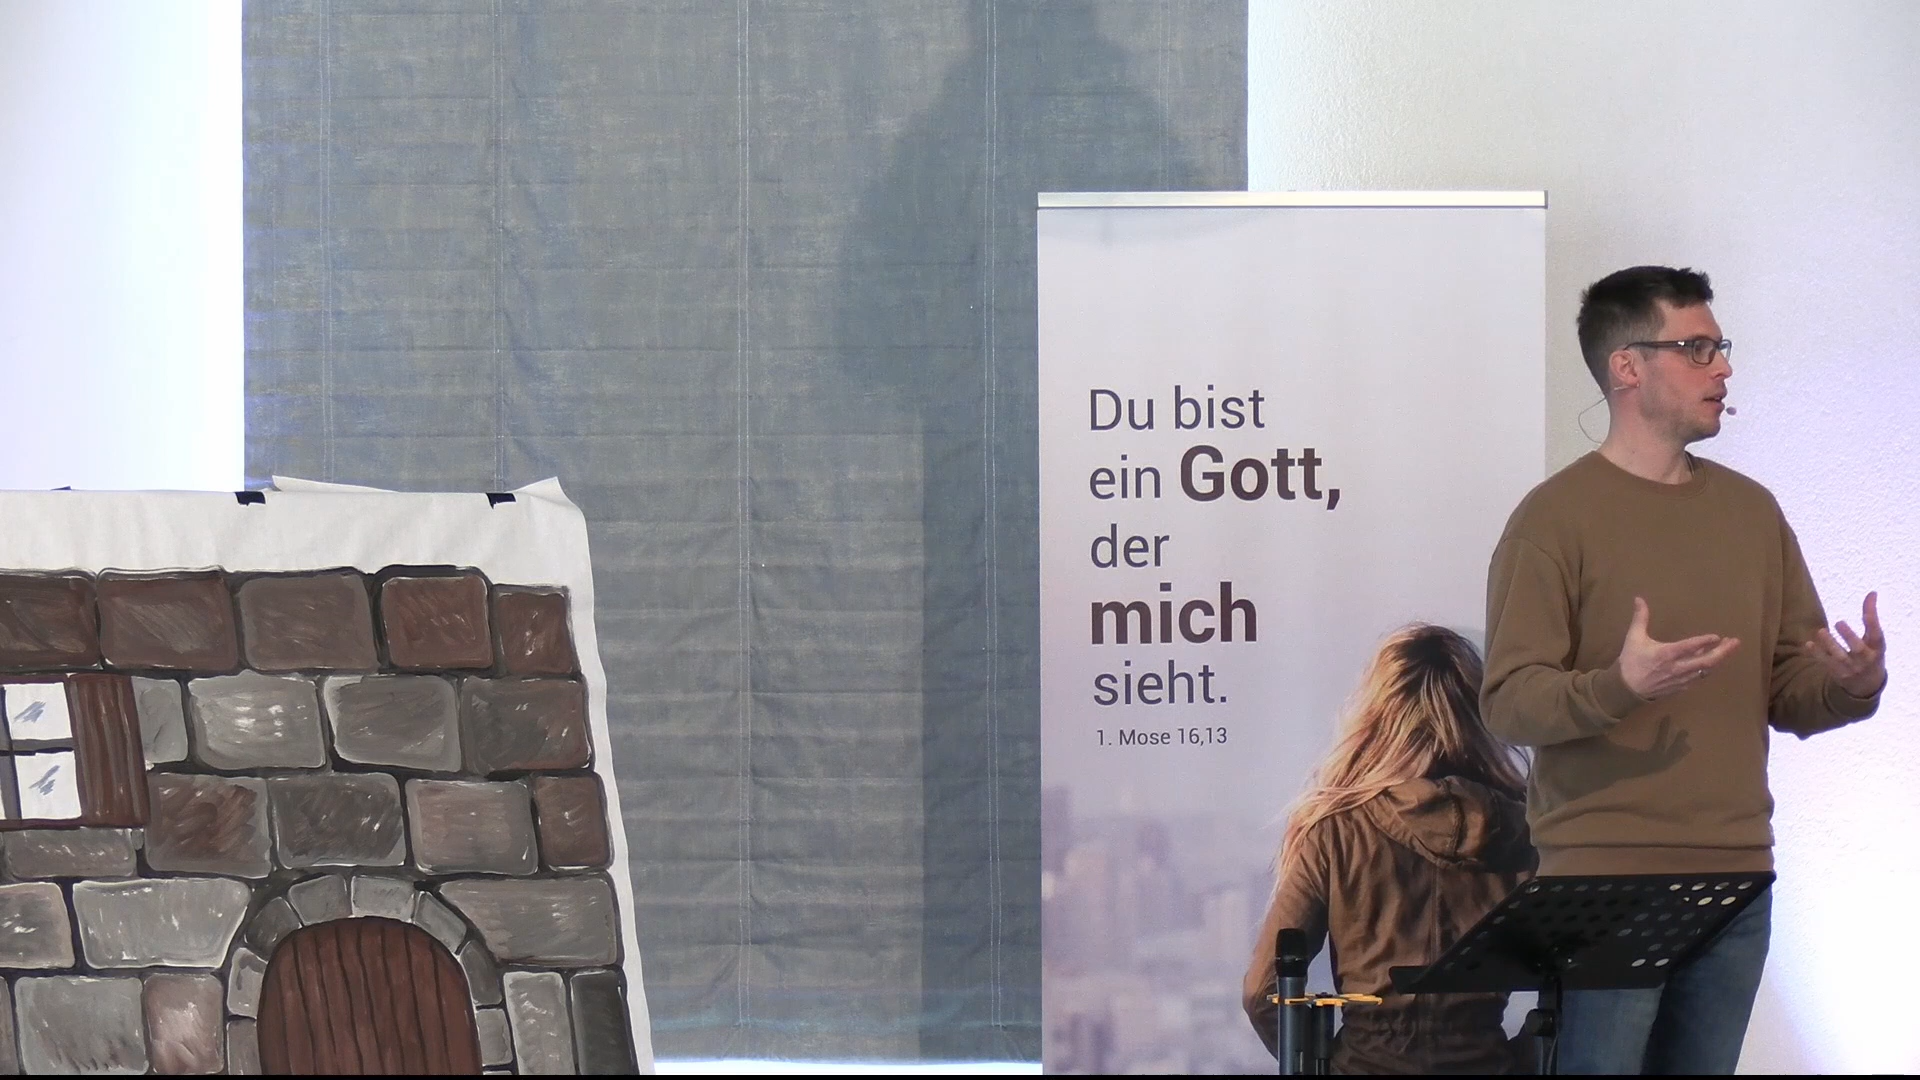 Du bist
ein Gott,
der
mich
sieht.
1. Mose 16,13